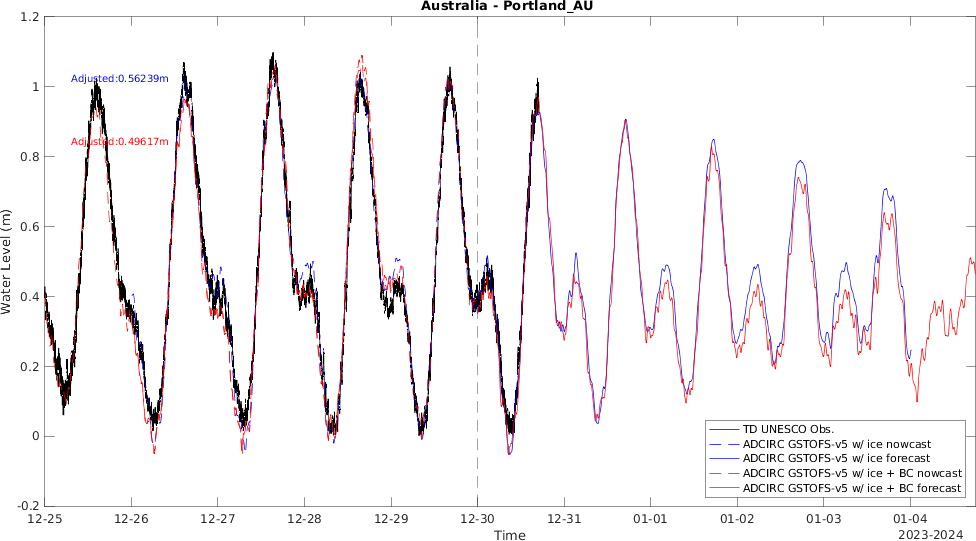 Australia - Portland_AU
Water Level (m)
1.2
1
0.8
0.6
0.4
0.2
0
-0.2
Adjusted:0.56239m
Adjusted:0.49617m
TD UNESCO Obs.
ADCIRC GSTOFS-v5 w/ ice nowcast
ADCIRC GSTOFS-v5 w/ ice forecast
ADCIRC GSTOFS-v5 w/ ice + BC nowcast
ADCIRC GSTOFS-v5 w/ ice + BC forecast
12-25 12-26 12-27 12-28 12-29 12-30 12-31 01-01 01-02 01-03 01-04
Time
2023-2024